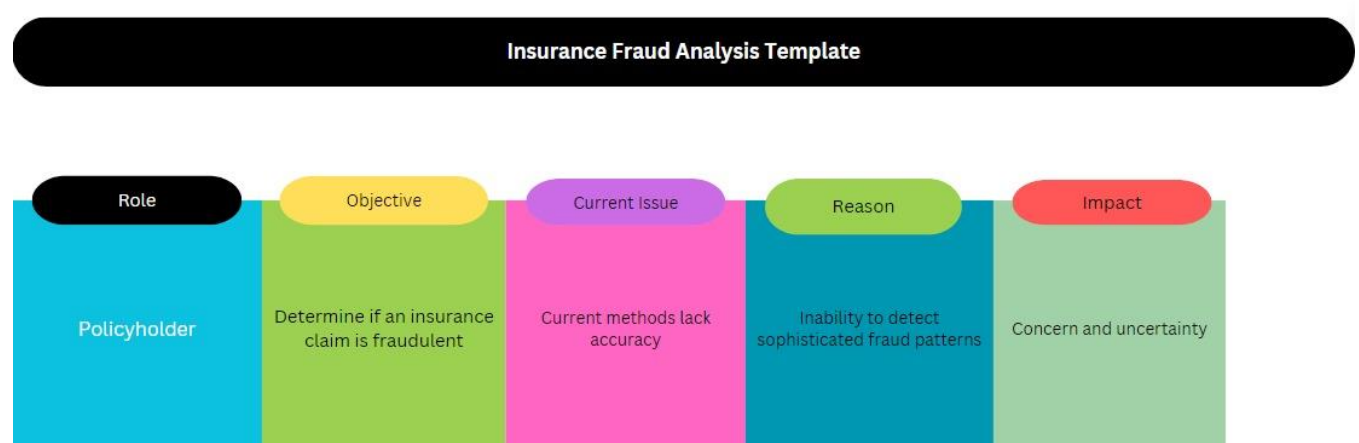 Insurance Fraud Analysis Template
Role
Objective
Current Issue
Reason
Impact
Policyholder
Determine if an insurance
claim is fraudulent
Current methods lack
accuracy
Inability to detect
sophisticated fraud patterns
Concern and uncertainty